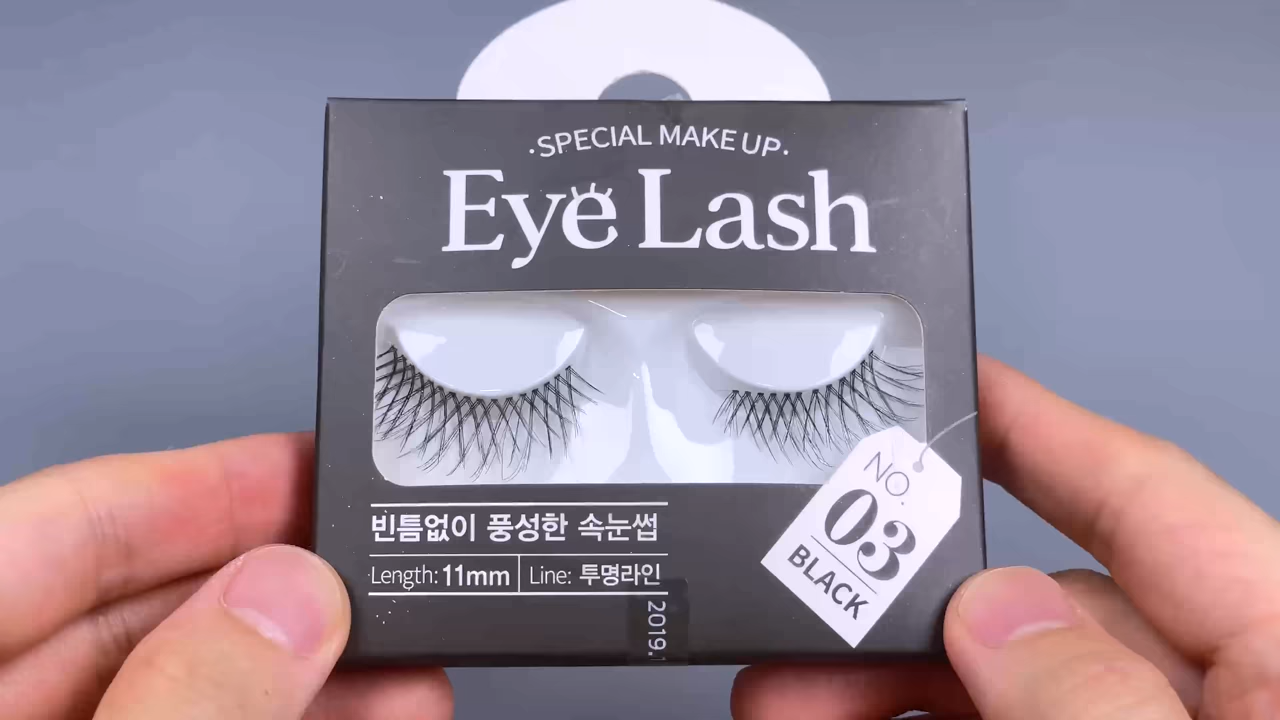 ·SPECIAL MAKE UP·
Eye Lash
NO.
03
BLACK
빈틈없이 풍성한 속눈썹
Length: 11mm Line: 투명라인
2019.